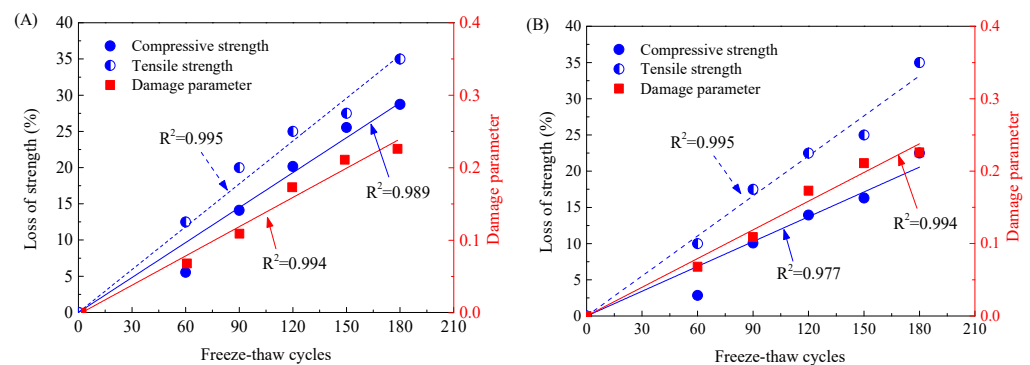 (A)
40
35
30
25
20
15
10
5
0
Loss of strength (%)
Compressive strength
Tensile strength
Damage parameter
R²=0.995
R²=0.989
R²=0.994
0.4
0.3
0.2
0.1
0.0
Damage parameter
0 30 60 90 120 150 180 210
Freeze-thaw cycles
(B)
40
35
30
25
20
15
10
5
0
Loss of strength (%)
Compressive strength
Tensile strength
Damage parameter
R²=0.995
R²=0.994
R²=0.977
0.4
0.3
0.2
0.1
0.0
Damage parameter
0 30 60 90 120 150 180 210
Freeze-thaw cycles